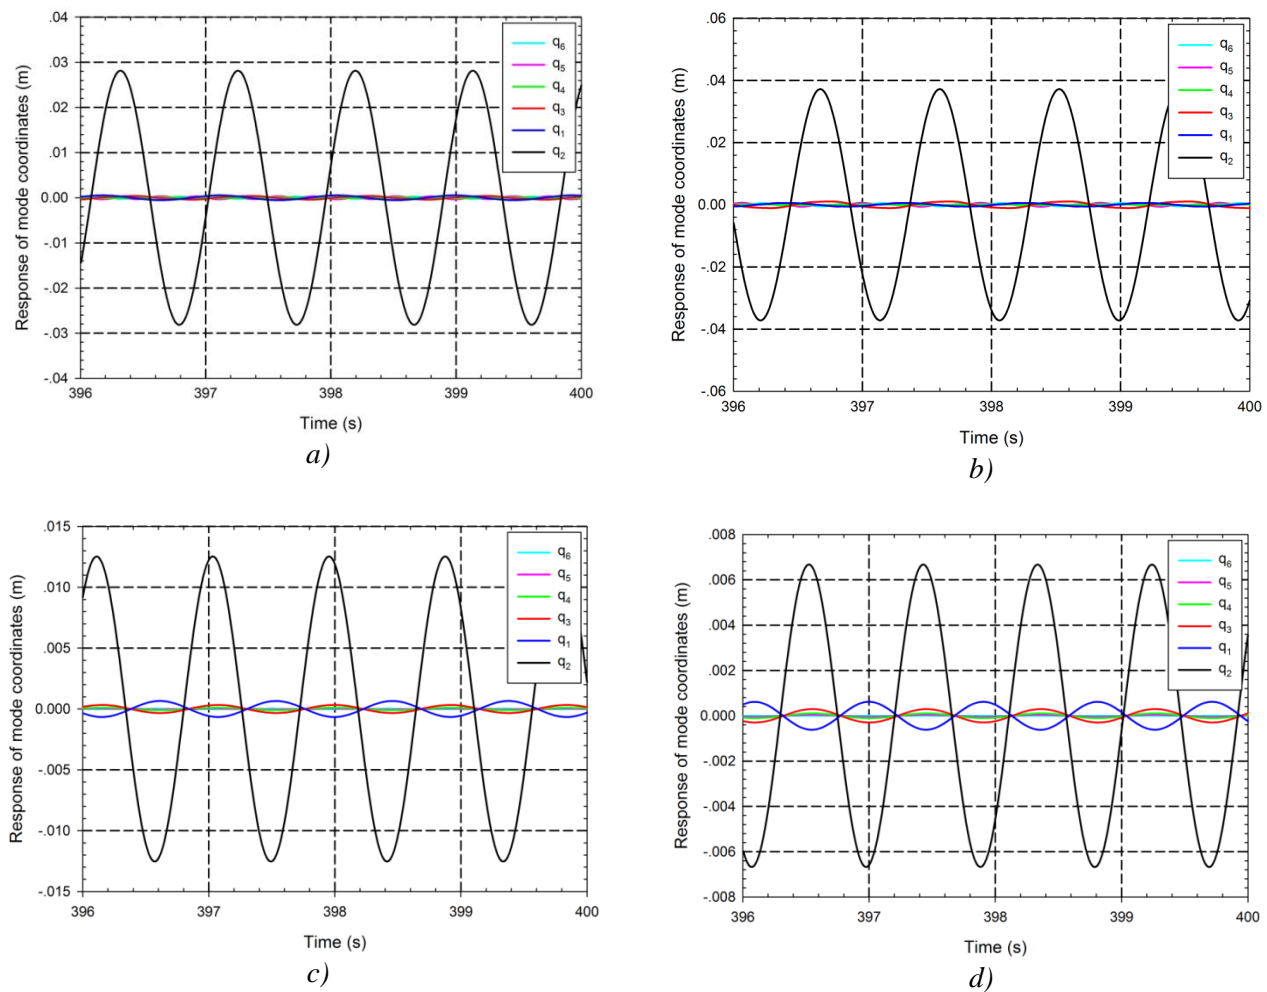 .04
.03
.02
.01
0.00
-.01
-.02
-.03
-.04
Response of mode coordinates (m)
q6
q5
q4
q3
q1
q2
396 397 398 399 400
Time (s)
a)
.06
.04
.02
0.00
-.02
-.04
-.06
Response of mode coordinates (m)
q6
q5
q4
q3
q1
q2
396 397 398 399 400
Time (s)
b)
.015
.010
.005
0.000
-.005
-.010
-.015
Response of mode coordinates (m)
q6
q5
q4
q3
q1
q2
396 397 398 399 400
Time (s)
c)
.008
.006
.004
.002
0.000
-.002
-.004
-.006
-.008
Response of mode coordinates (m)
q6
q5
q4
q3
q1
q2
396 397 398 399 400
Time (s)
d)